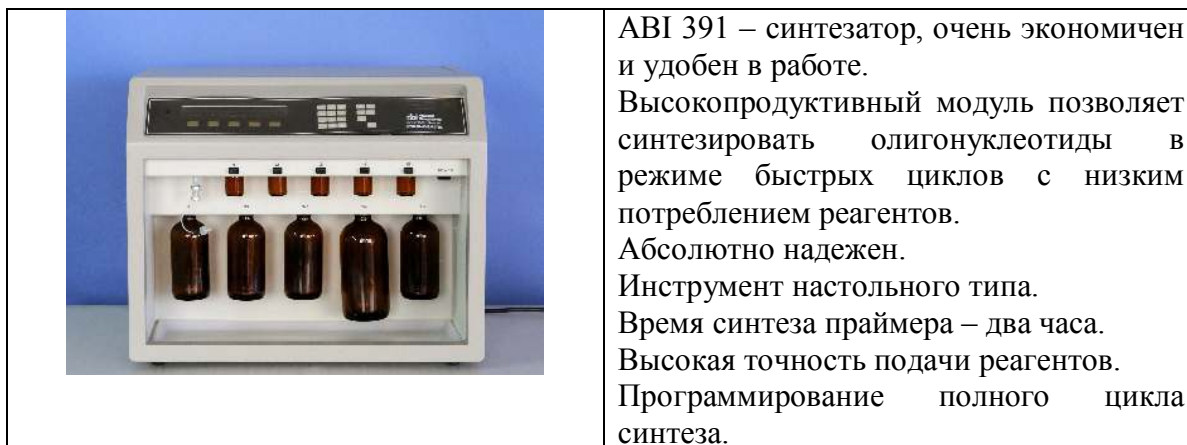 ABI 391 – синтезатор, очень экономичен
и удобен в работе.
Высокопродуктивный модуль позволяет
синтезировать олигонуклеотиды в
режиме быстрых циклов с низким
потреблением реагентов.
Абсолютно надежен.
Инструмент настольного типа.
Время синтеза праймера – два часа.
Высокая точность подачи реагентов.
Программирование полного цикла
синтеза.